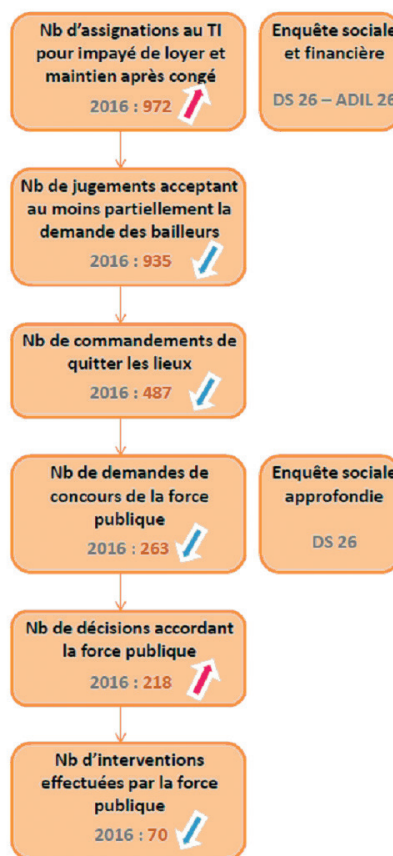 Nb d'assignations au TI
pour impayé de loyer et
maintien après congé
2016 : 972
Enquête sociale
et financière
DS 26 – ADIL 26
Nb de jugements acceptant
au moins partiellement la
demande des bailleurs
2016 : 935
Nb de commandements de
quitter les lieux
2016 : 487
Nb de demandes de
concours de la force
publique
2016 : 263
Enquête sociale
approfondie
DS 26
Nb de décisions accordant
la force publique
2016 : 218
Nb d'interventions
effectuées par la force
publique
2016 : 70